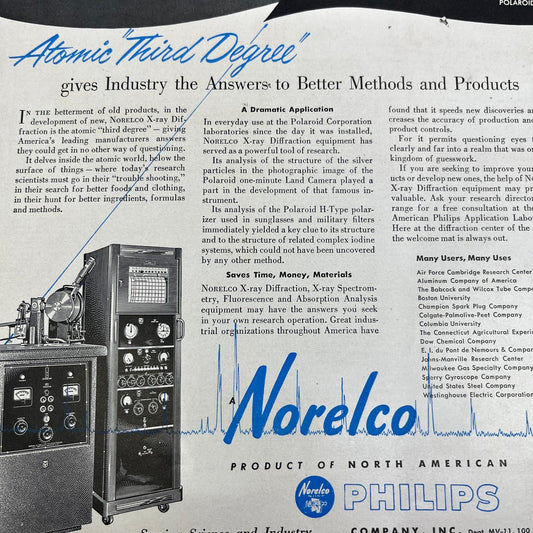 POLAROID
Atomic "Third Degree"
gives Industry the Answers to Better Methods and Products
IN THE betterment of old products, in the
development of new, NORELCO X-ray Dif-
fraction is the atomic "third degree" — giving
America's leading manufacturers answers
they could get in no other way of questioning.
It delves inside the atomic world, below the
surface of things — where today's research
scientists must go in their "trouble shooting,"
in their search for better foods and clothing,
in their hunt for better ingredients, formulas
and methods.
A Dramatic Application
In everyday use at the Polaroid Corporation
laboratories since the day it was installed,
NORELCO X-ray Diffraction equipment has
served as a powerful tool of research.
Its analysis of the structure of the silver
particles in the photographic image of the
Polaroid one-minute Land Camera played a
part in the development of that famous in-
strument.
Its analysis of the Polaroid H-Type polar-
izer used in sunglasses and military filters
immediately yielded a key clue to its structure
and to the structure of related complex iodine
systems, which could not have been uncovered
by any other method.
Saves Time, Money, Materials
NORELCO X-ray Diffraction, X-ray Spectrom-
etry, Fluorescence and Absorption Analysis
equipment may have the answers you seek
in your own research operation. Great indus-
trial organizations throughout America have
found that it speeds new discoveries an
creases the accuracy of production and
product controls.
For it permits questioning eyes t
clearly and far into a realm that was on
kingdom of guesswork.
If you are seeking to improve your
ucts or develop new ones, the help of No
X-ray Diffraction equipment may pr
valuable. Ask your research director
range for a free consultation at the
American Philips Application Labor
Here at the diffraction center of the
the welcome mat is always out.
Many Users, Many Uses
Air Force Cambridge Research Center
Aluminum Company of America
The Babcock and Wilcox Tube Compa
Boston University
Champion Spark Plug Company
Colgate-Palmolive-Peet Company
Columbia University
The Connecticut Agricultural Experim
Dow Chemical Company
E. I. du Pont de Nemours & Compan
Johns-Manville Research Center
Milwaukee Gas Specialty Company
Sperry Gyroscope Company
United States Steel Company
Westinghouse Electric Corporation
A Norelco
PRODUCT OF NORTH AMERICAN
Norelco
PHILIPS
Serving Science and Industry
COMPANY, INC. Dept. MV-11, 100